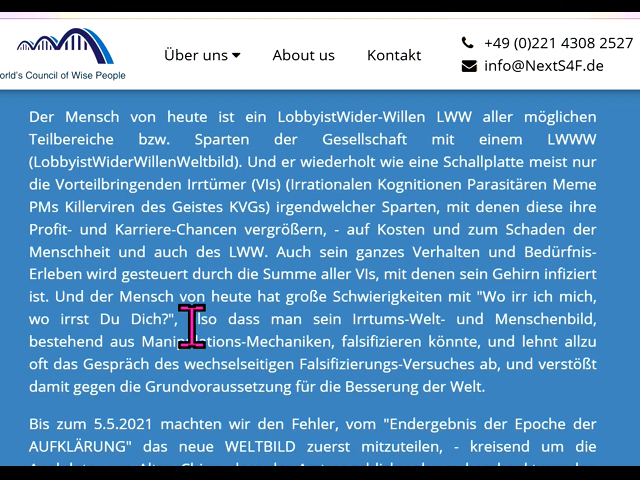 Über uns About us Kontakt
+49 (0)221 4308 2527
info@NextS4F.de
orld's Council of Wise People
Der Mensch von heute ist ein LobbyistWider-Willen LWW aller möglichen
Teilbereiche bzw. Sparten der Gesellschaft mit einem LWWW
(LobbyistWiderWillenWeltbild). Und er wiederholt wie eine Schallplatte meist nur
die Vorteilbringenden Irrtümer (VIs) (Irrationalen Kognitionen Parasitären Meme
PMs Killerviren des Geistes KVGs) irgendwelcher Sparten, mit denen diese ihre
Profit- und Karriere-Chancen vergrößern, - auf Kosten und zum Schaden der
Menschheit und auch des LWW. Auch sein ganzes Verhalten und Bedürfnis-
Erleben wird gesteuert durch die Summe aller VIs, mit denen sein Gehirn infiziert
ist. Und der Mensch von heute hat große Schwierigkeiten mit "Wo irr ich mich,
wo irrst Du Dich?", also dass man sein Irrtums-Welt- und Menschenbild,
bestehend aus Manipulations-Mechaniken, falsifizieren könnte, und lehnt allzu
oft das Gespräch des wechselseitigen Falsifizierungs-Versuches ab, und verstößt
damit gegen die Grundvoraussetzung für die Besserung der Welt.
Bis zum 5.5.2021 machten wir den Fehler, vom "Endergebnis der Epoche der
AUFKLÄRUNG" das neue WELTBILD zuerst mitzuteilen, - kreisend um die